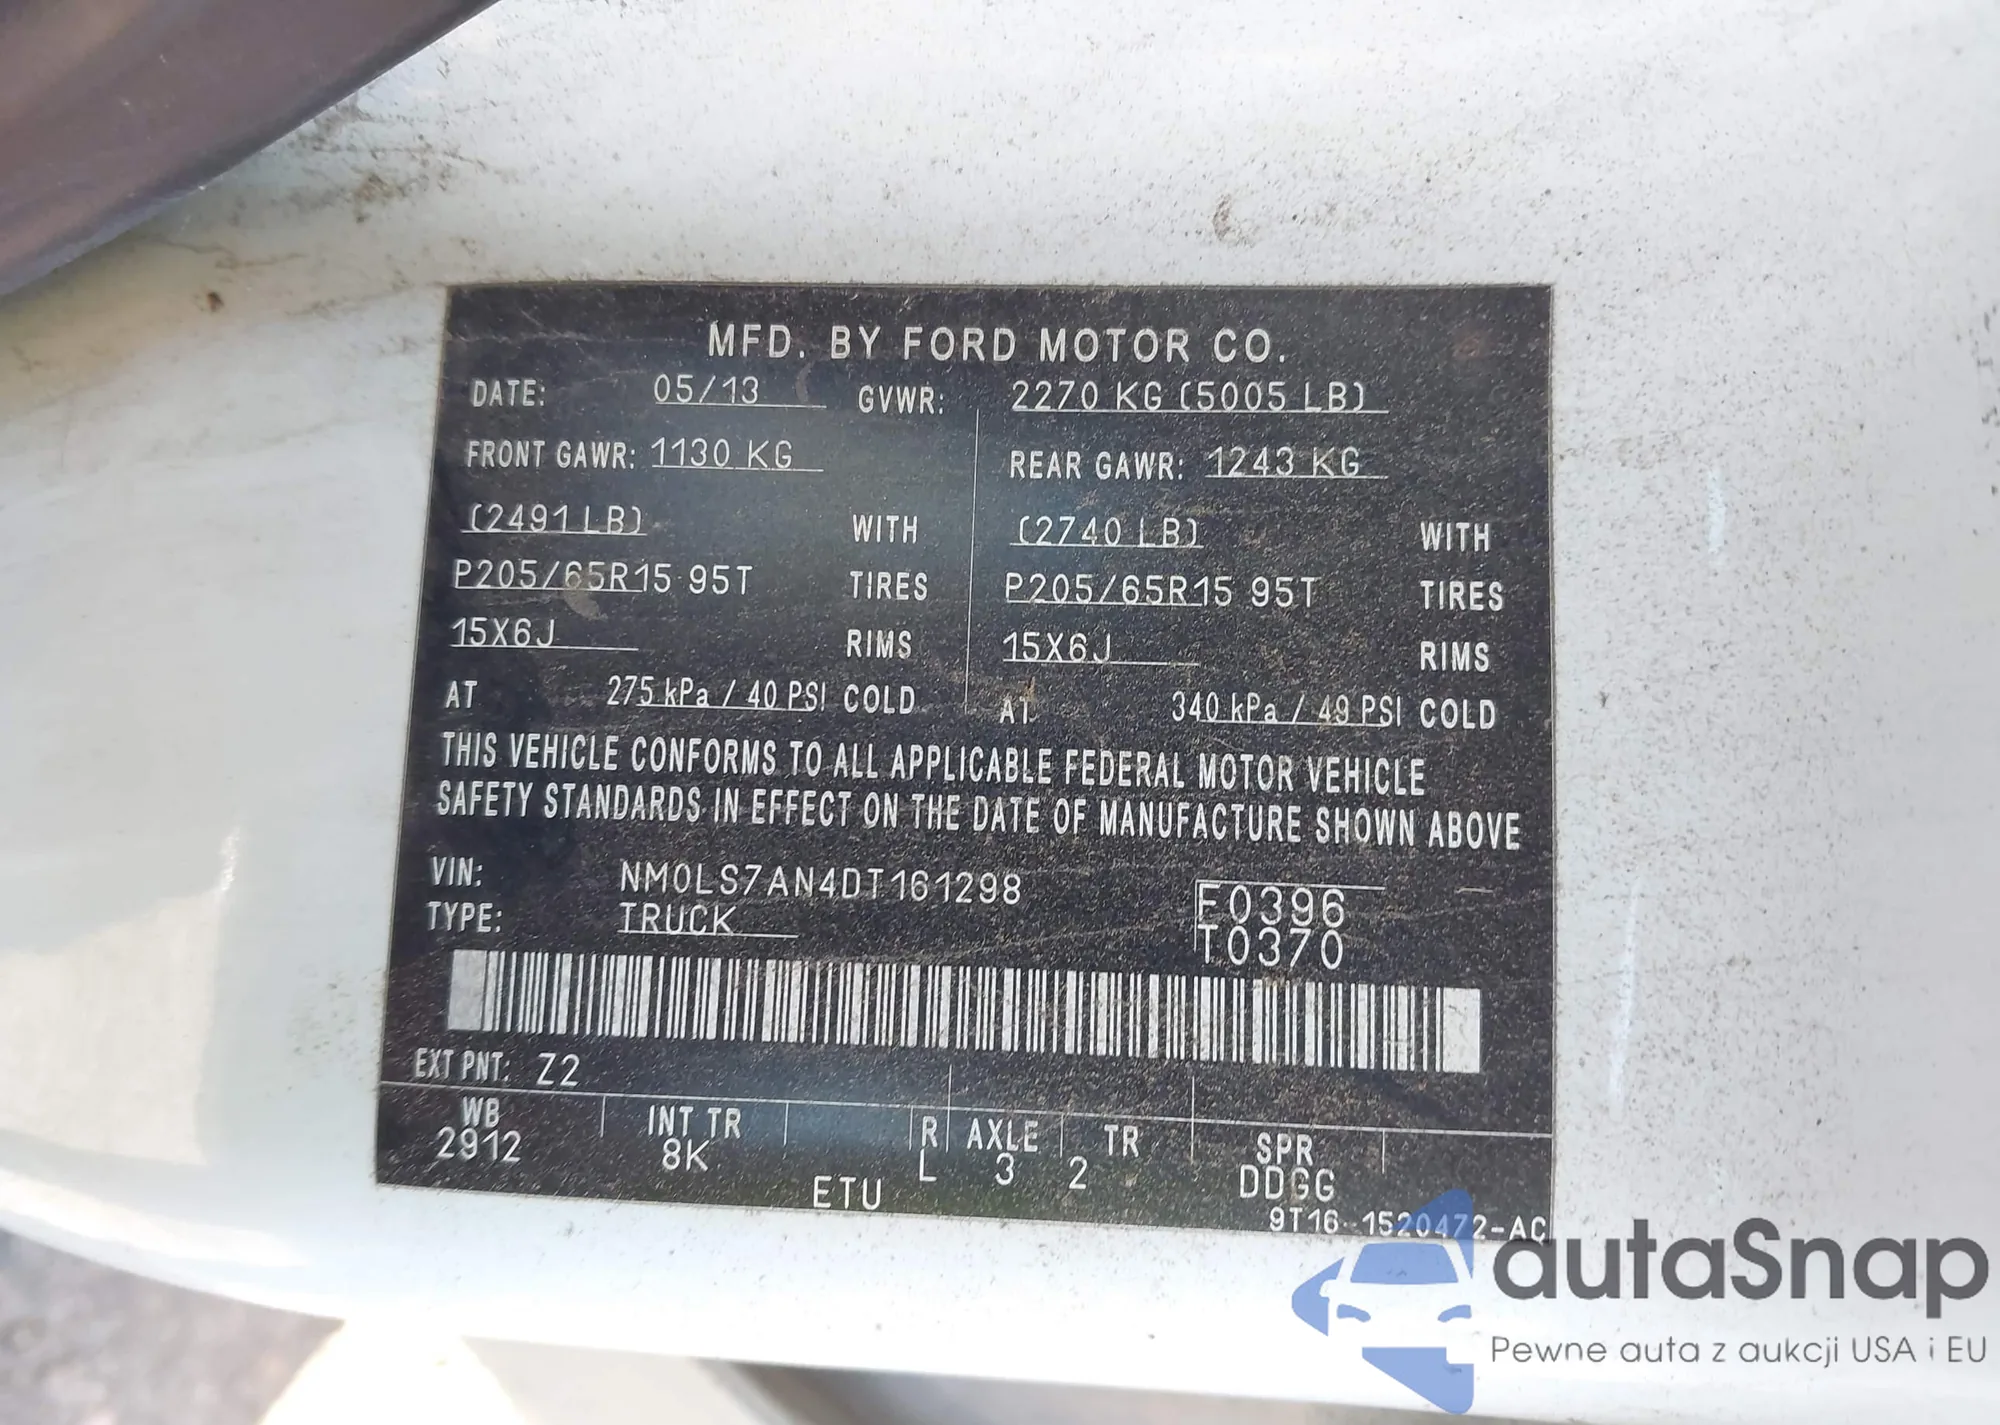 MFD. BY FORD MOTOR CO.
DATE: 05/13 GVWR: 2270 KG (5005 LB)
FRONT GAWR: 1130 KG REAR GAWR: 1243 KG
(2491 LB) WITH (2740 LB) WITH
P205/65R15 95T TIRES P205/65R15 95T TIRES
15X6J RIMS 15X6J RIMS
AT 275 kPa / 40 PSI COLD AT 340 kPa / 49 PSI COLD
THIS VEHICLE CONFORMS TO ALL APPLICABLE FEDERAL MOTOR VEHICLE
SAFETY STANDARDS IN EFFECT ON THE DATE OF MANUFACTURE SHOWN ABOVE
VIN: NM0LS7AN4DT161298 F0396
TYPE: TRUCK T0370
EXT PNT: Z2
WB INT TR R AXLE TR SPR
2912 8K L 3 2 DDGG
ETU
9T16-1520472-AC
autaSnap
Pewne auta z aukcji USA i EU